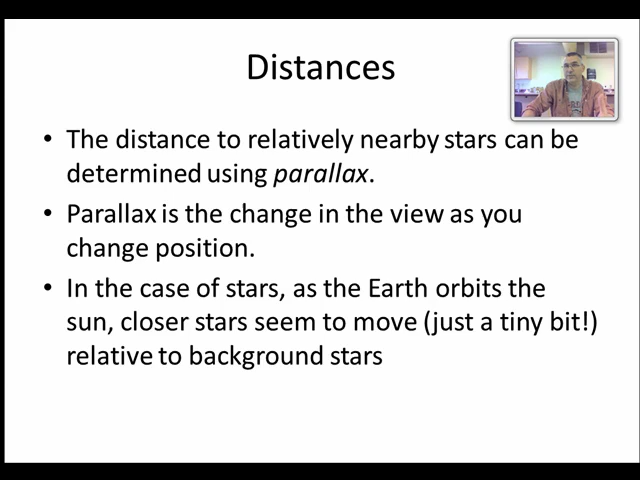 Distances
• The distance to relatively nearby stars can be
determined using parallax.
• Parallax is the change in the view as you
change position.
• In the case of stars, as the Earth orbits the
sun, closer stars seem to move (just a tiny bit!)
relative to background stars